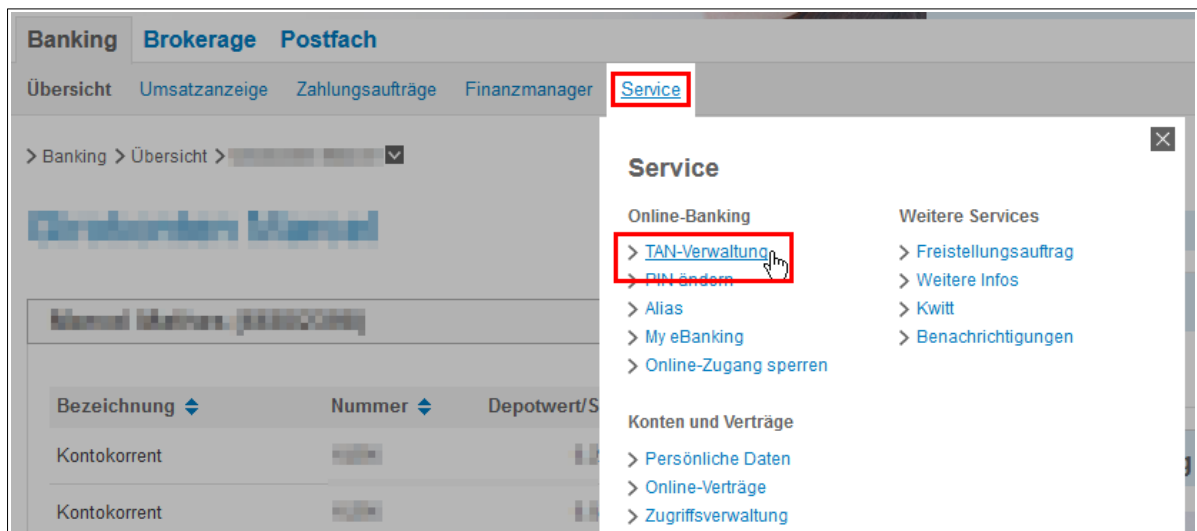 Banking Brokerage Postfach
Übersicht Umsatzanzeige Zahlungsaufträge Finanzmanager Service
Banking Übersicht
Service
Online-Banking
TAN-Verwaltung
PIN ändern
Alias
My eBanking
Online-Zugang sperren
Weitere Services
Freistellungsauftrag
Weitere Infos
Kwitt
Benachrichtigungen
Konten und Verträge
Persönliche Daten
Online-Verträge
Zugriffsverwaltung
Bezeichnung Nummer Depotwert/S
Kontokorrent
Kontokorrent